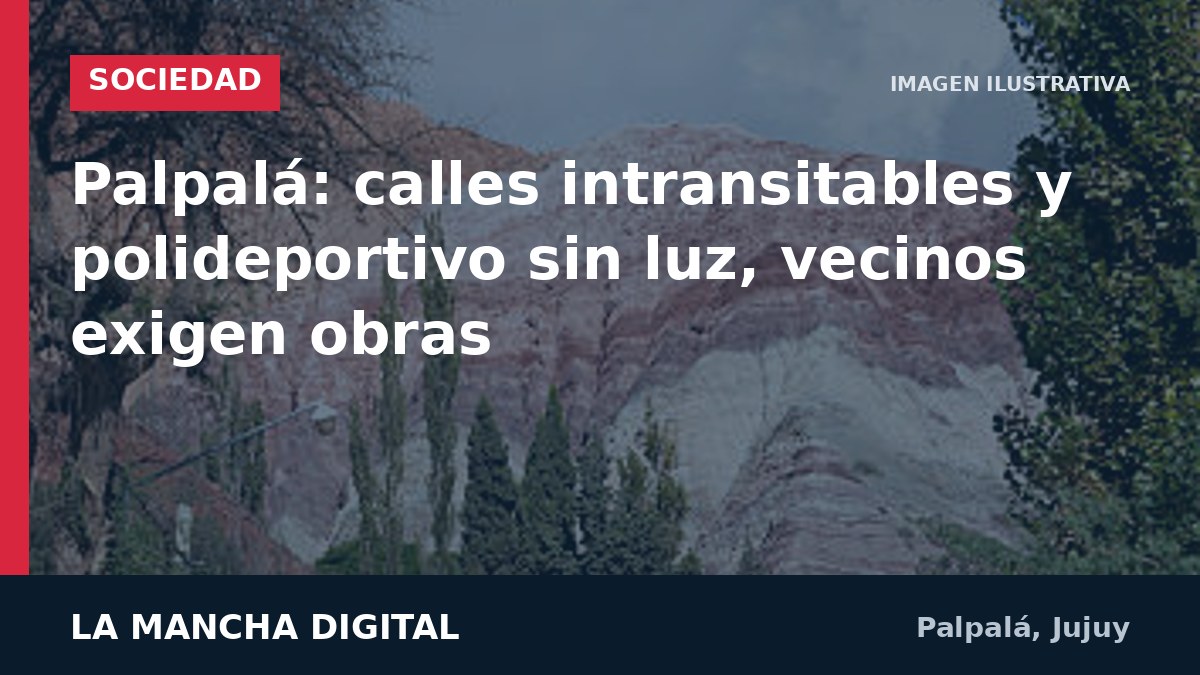 SOCIEDAD
IMAGEN ILUSTRATIVA
Palpalá: calles intransitables y
polideportivo sin luz, vecinos
exigen obras
LA MANCHA DIGITAL
Palpalá, Jujuy